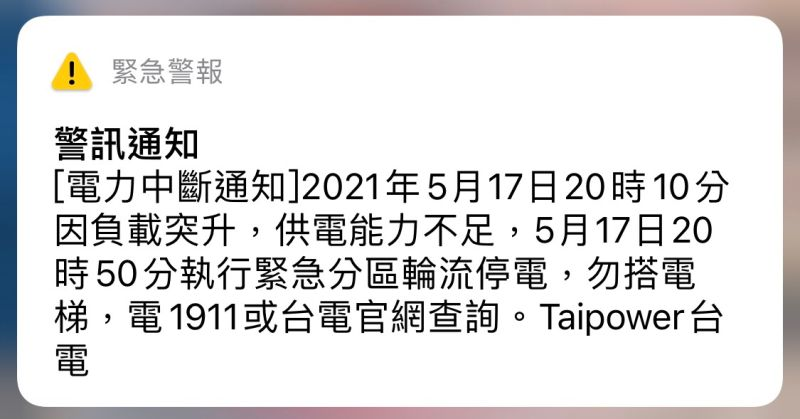 緊急警報
警訊通知
[電力中斷通知]2021年5月17日20時10分
因負載突升，供電能力不足，5月17日20
時50分執行緊急分區輪流停電，勿搭電
梯，電1911或台電官網查詢。Taipower台
電